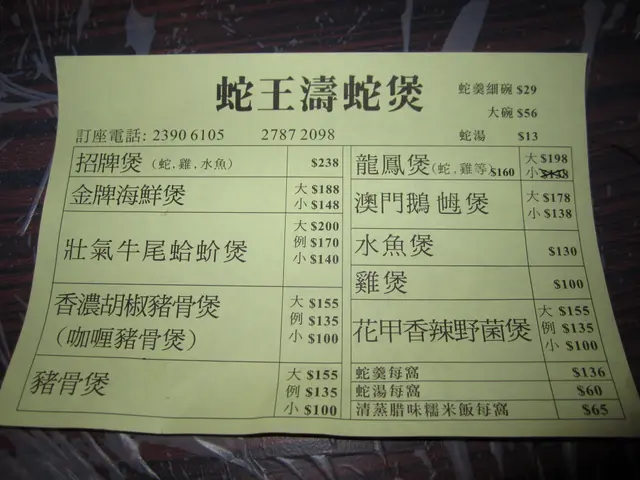 蛇王濤蛇煲
蛇羹細碗 $29
大碗 $56
蛇湯 $13
訂座電話: 2390 6105 2787 2098
招牌煲 (蛇,雞,水魚) $238
金牌海鮮煲 大 $188
小 $148
壯氣牛尾蛤蚧煲 大 $200
例 $170
小 $140
香濃胡椒豬骨煲
(咖喱豬骨煲) 大 $155
例 $135
小 $100
豬骨煲 大 $155
例 $135
小 $100
龍鳳煲 (蛇,雞等) 大 $198
$160 小
澳門鵝乸煲 大 $178
小 $138
水魚煲 $130
雞煲 $100
花甲香辣野菌煲 大 $155
例 $135
小 $100
蛇羹每窩 $136
蛇湯每窩 $60
清蒸腊味糯米飯每窩 $65